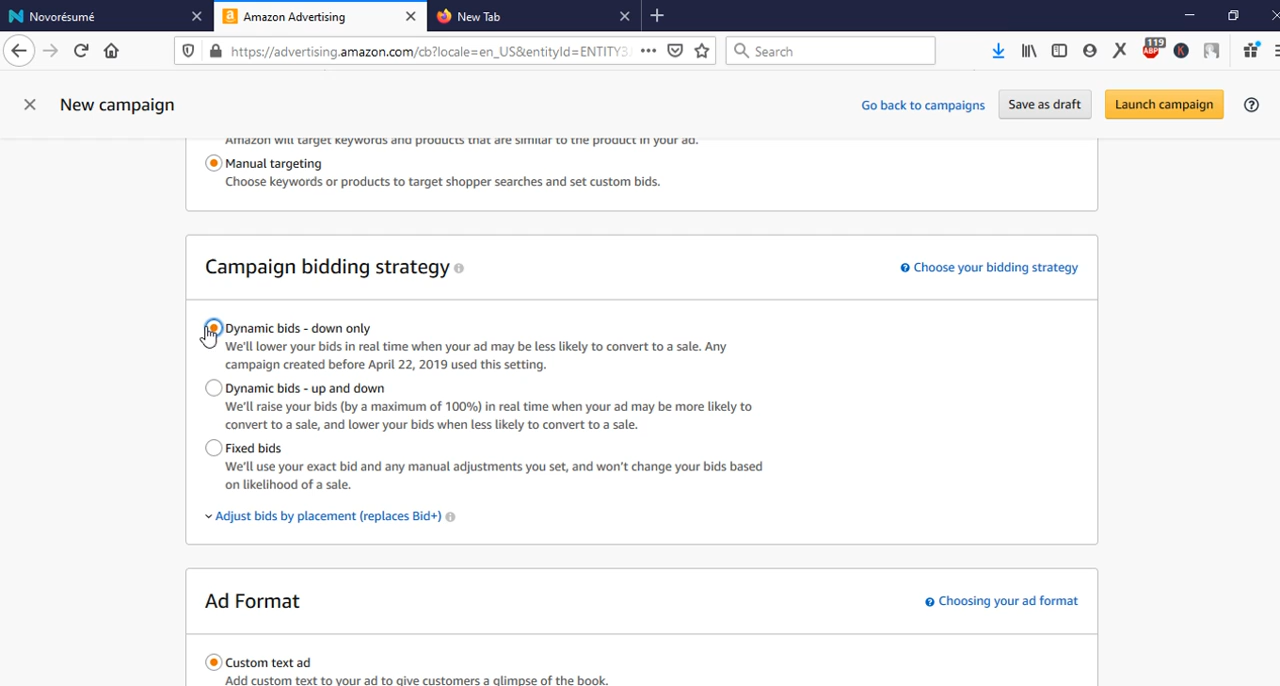 Novorésumé
Amazon Advertising
New Tab
https://advertising.amazon.com/cb?locale=en_US&entityId=ENTITY3
Search
119
ABP
K
New campaign
Go back to campaigns
Save as draft
Launch campaign
Amazon will target keywords and products that are similar to the product in your ad.
Manual targeting
Choose keywords or products to target shopper searches and set custom bids.
Campaign bidding strategy
Choose your bidding strategy
Dynamic bids - down only
We'll lower your bids in real time when your ad may be less likely to convert to a sale. Any
campaign created before April 22, 2019 used this setting.
Dynamic bids - up and down
We'll raise your bids (by a maximum of 100%) in real time when your ad may be more likely to
convert to a sale, and lower your bids when less likely to convert to a sale.
Fixed bids
We'll use your exact bid and any manual adjustments you set, and won't change your bids based
on likelihood of a sale.
Adjust bids by placement (replaces Bid+)
Ad Format
Choosing your ad format
Custom text ad
Add custom text to your ad to give customers a glimpse of the book.